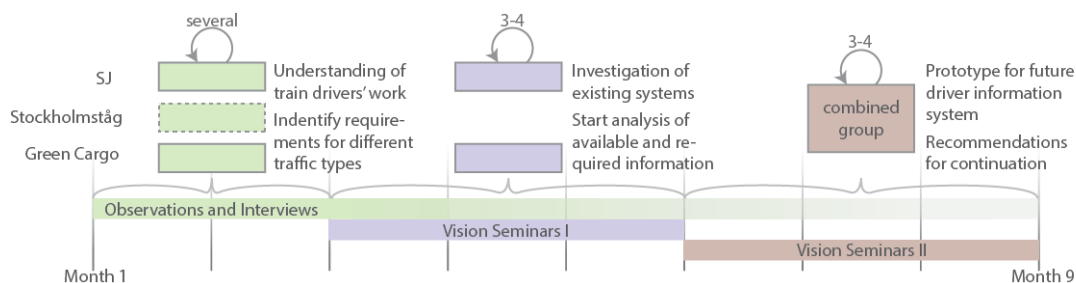 several
SJ
Stockholmståg
Green Cargo
Understanding of
train drivers' work
Indentify require-
ments for different
traffic types
3-4
Investigation of
existing systems
Start analysis of
available and re-
quired information
3-4
combined
group
Prototype for future
driver information
system
Recommendations
for continuation
Observations and Interviews
Vision Seminars I
Vision Seminars II
Month 1
Month 9